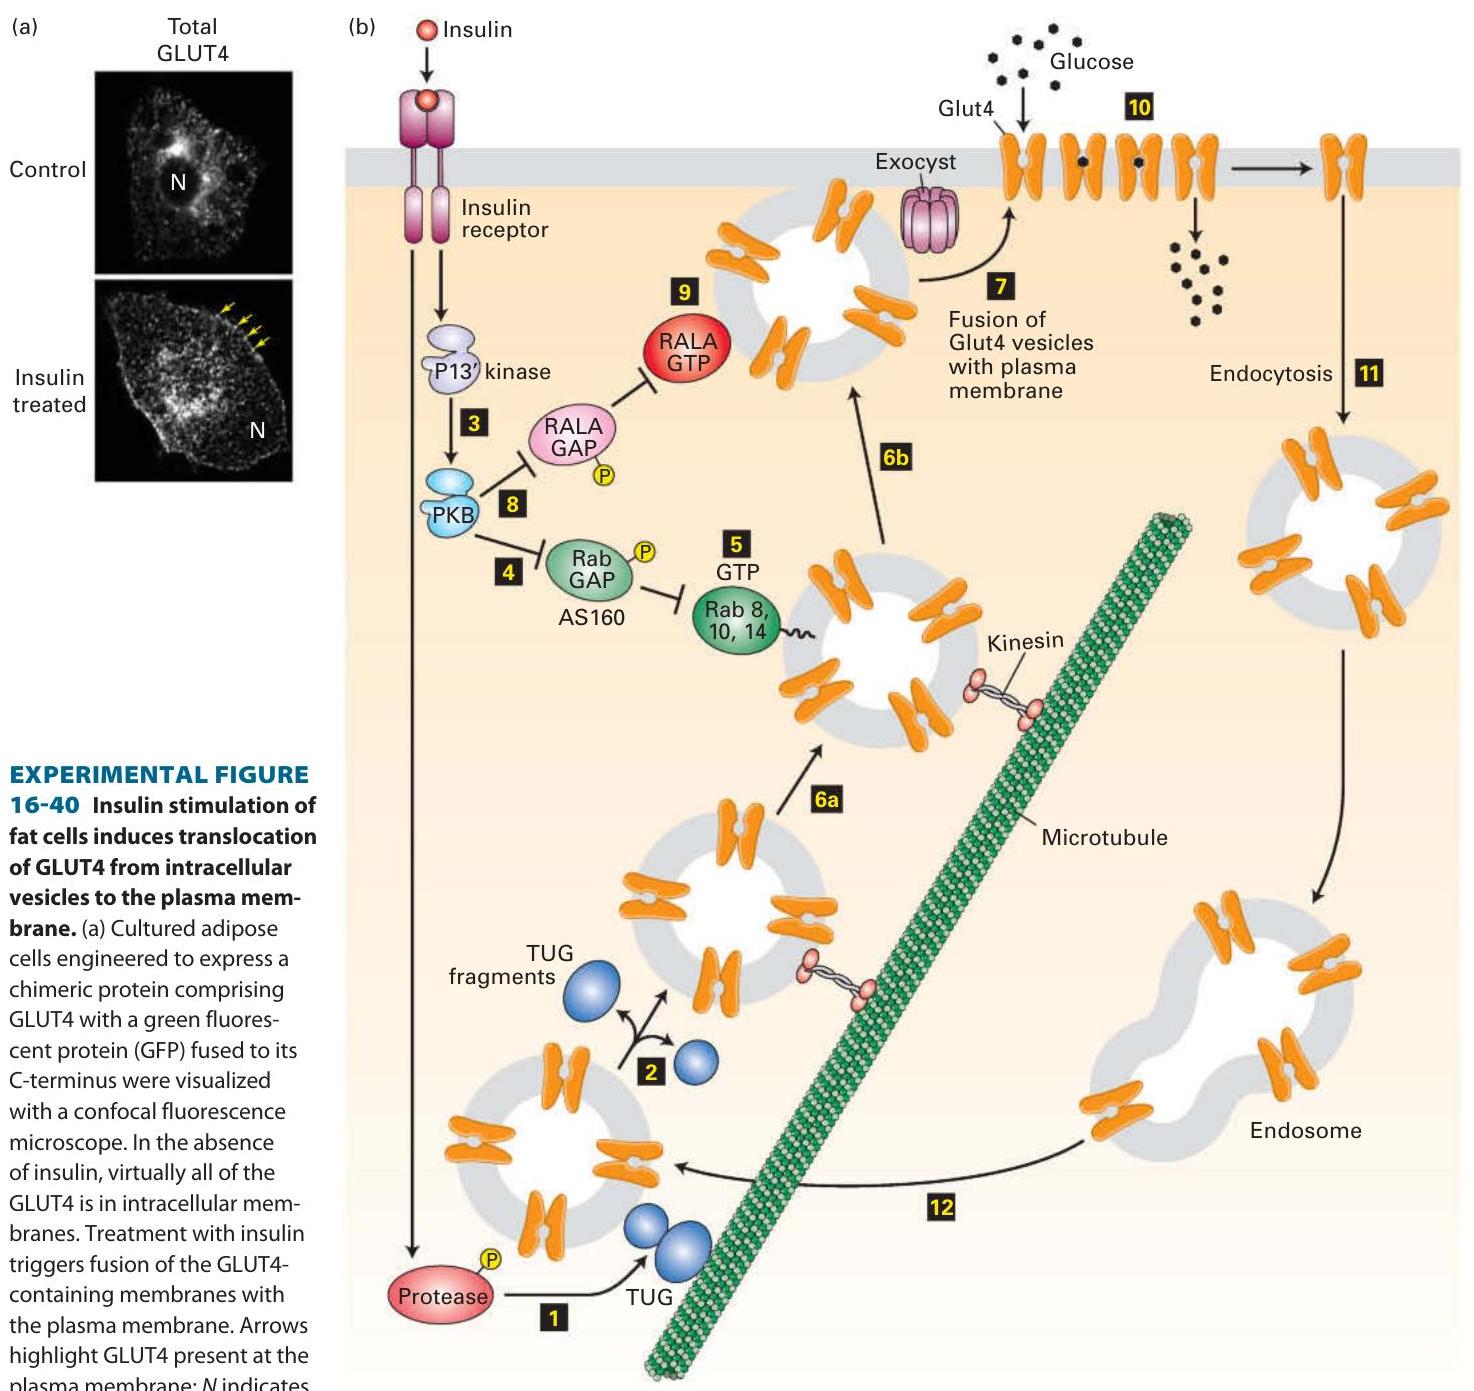 (a)
Total
GLUT4
Control
N
Insulin
treated
N
(b)
Insulin
Insulin
receptor
P13’ kinase
3
PKB
8
RALA
GAP
P
9
RALA
GTP
4
Rab
GAP
P
AS160
5
GTP
Rab 8,
10, 14
Exocyst
Glut4
Glucose
10
7
Fusion of
Glut4 vesicles
with plasma
membrane
Endocytosis
11
6b
Kinesin
6a
Microtubule
TUG
fragments
2
Endosome
12
P
Protease
1
TUG
EXPERIMENTAL FIGURE
16-40 Insulin stimulation of
fat cells induces translocation
of GLUT4 from intracellular
vesicles to the plasma mem-
brane. (a) Cultured adipose
cells engineered to express a
chimeric protein comprising
GLUT4 with a green fluores-
cent protein (GFP) fused to its
C-terminus were visualized
with a confocal fluorescence
microscope. In the absence
of insulin, virtually all of the
GLUT4 is in intracellular mem-
branes. Treatment with insulin
triggers fusion of the GLUT4-
containing membranes with
the plasma membrane. Arrows
highlight GLUT4 present at the
plasma membrane; N indicates